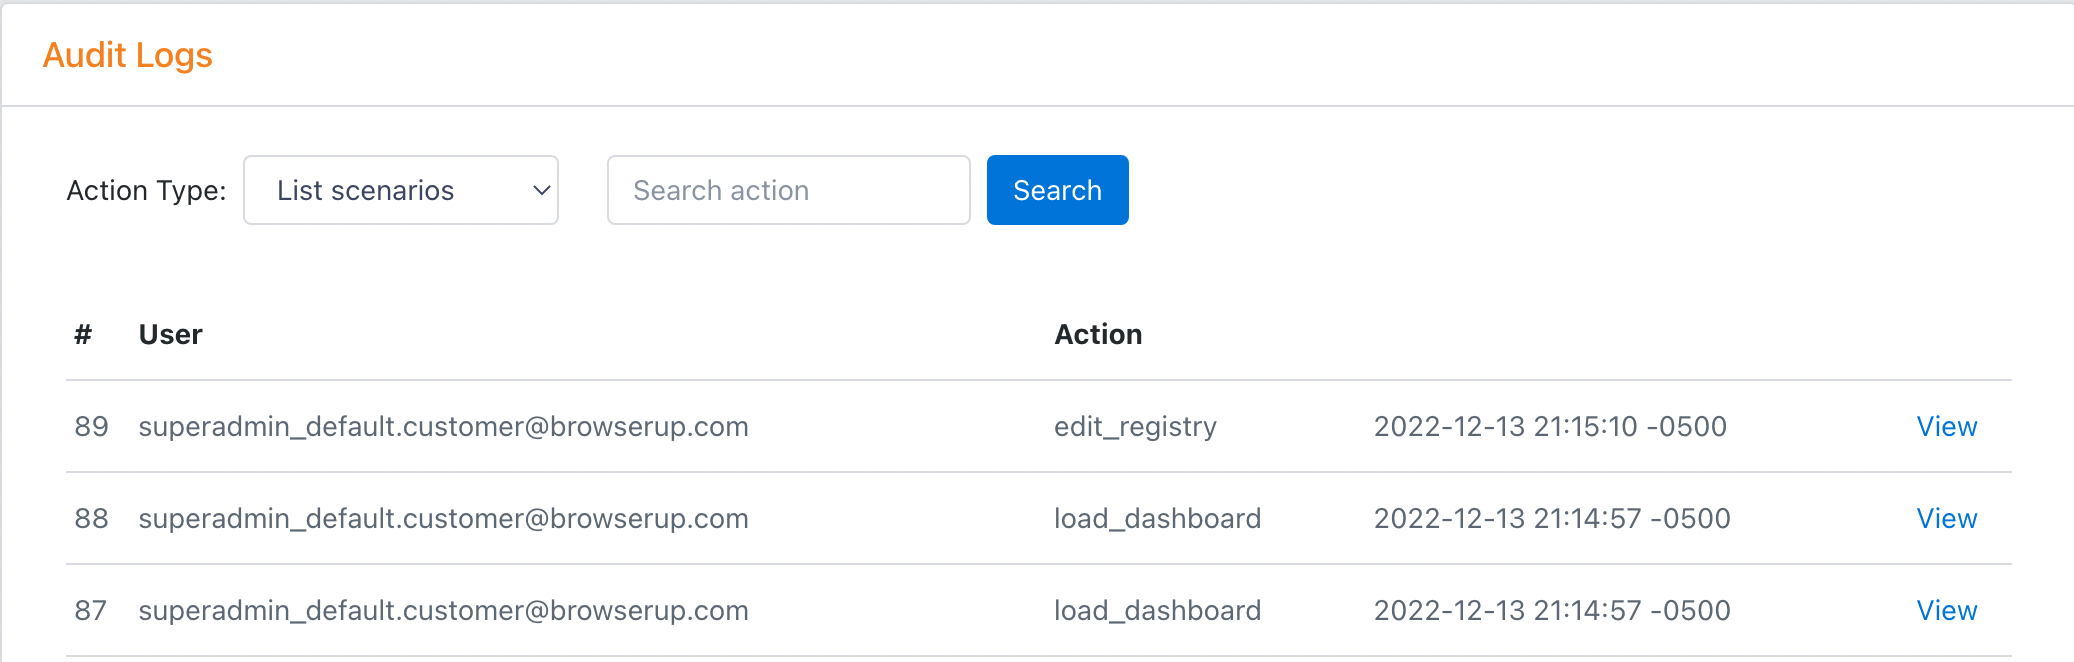 Audit Logs
Action Type: List scenarios Search action Search
# User Action
89 superadmin_default.customer@browserup.com edit_registry 2022-12-13 21:15:10 -0500 View
88 superadmin_default.customer@browserup.com load_dashboard 2022-12-13 21:14:57 -0500 View
87 superadmin_default.customer@browserup.com load_dashboard 2022-12-13 21:14:57 -0500 View